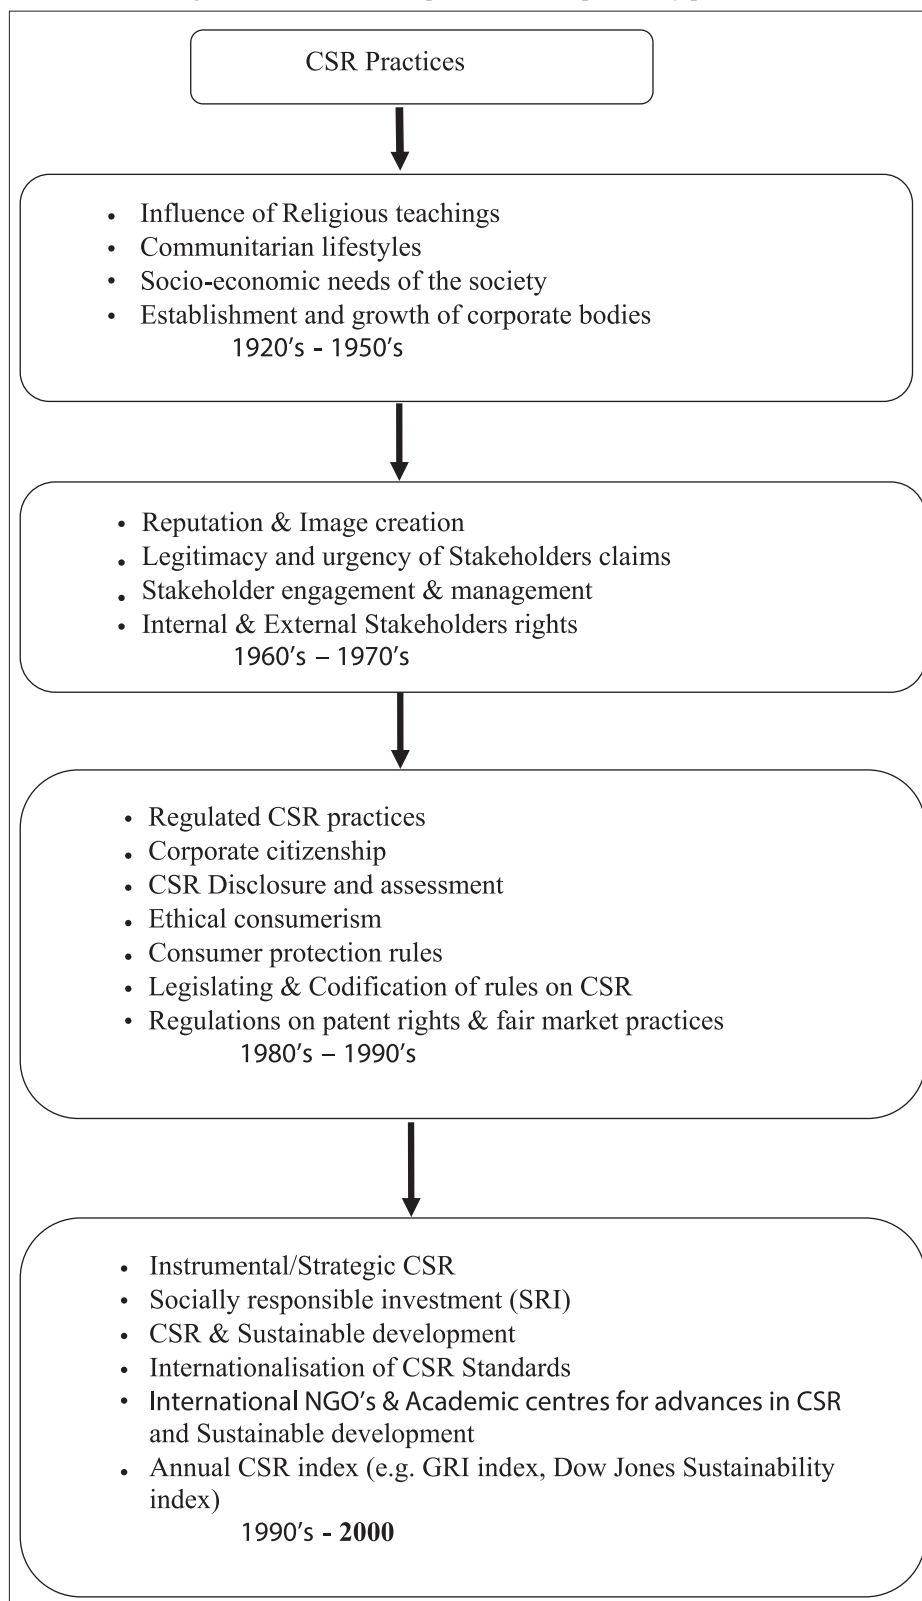 CSR Practices
• Influence of Religious teachings
• Communitarian lifestyles
• Socio-economic needs of the society
• Establishment and growth of corporate bodies
1920's - 1950's
• Reputation & Image creation
• Legitimacy and urgency of Stakeholders claims
• Stakeholder engagement & management
• Internal & External Stakeholders rights
1960's – 1970's
• Regulated CSR practices
• Corporate citizenship
• CSR Disclosure and assessment
• Ethical consumerism
• Consumer protection rules
• Legislating & Codification of rules on CSR
• Regulations on patent rights & fair market practices
1980's – 1990's
• Instrumental/Strategic CSR
• Socially responsible investment (SRI)
• CSR & Sustainable development
• Internationalisation of CSR Standards
• International NGO's & Academic centres for advances in CSR
and Sustainable development
• Annual CSR index (e.g. GRI index, Dow Jones Sustainability
index)
1990's - 2000